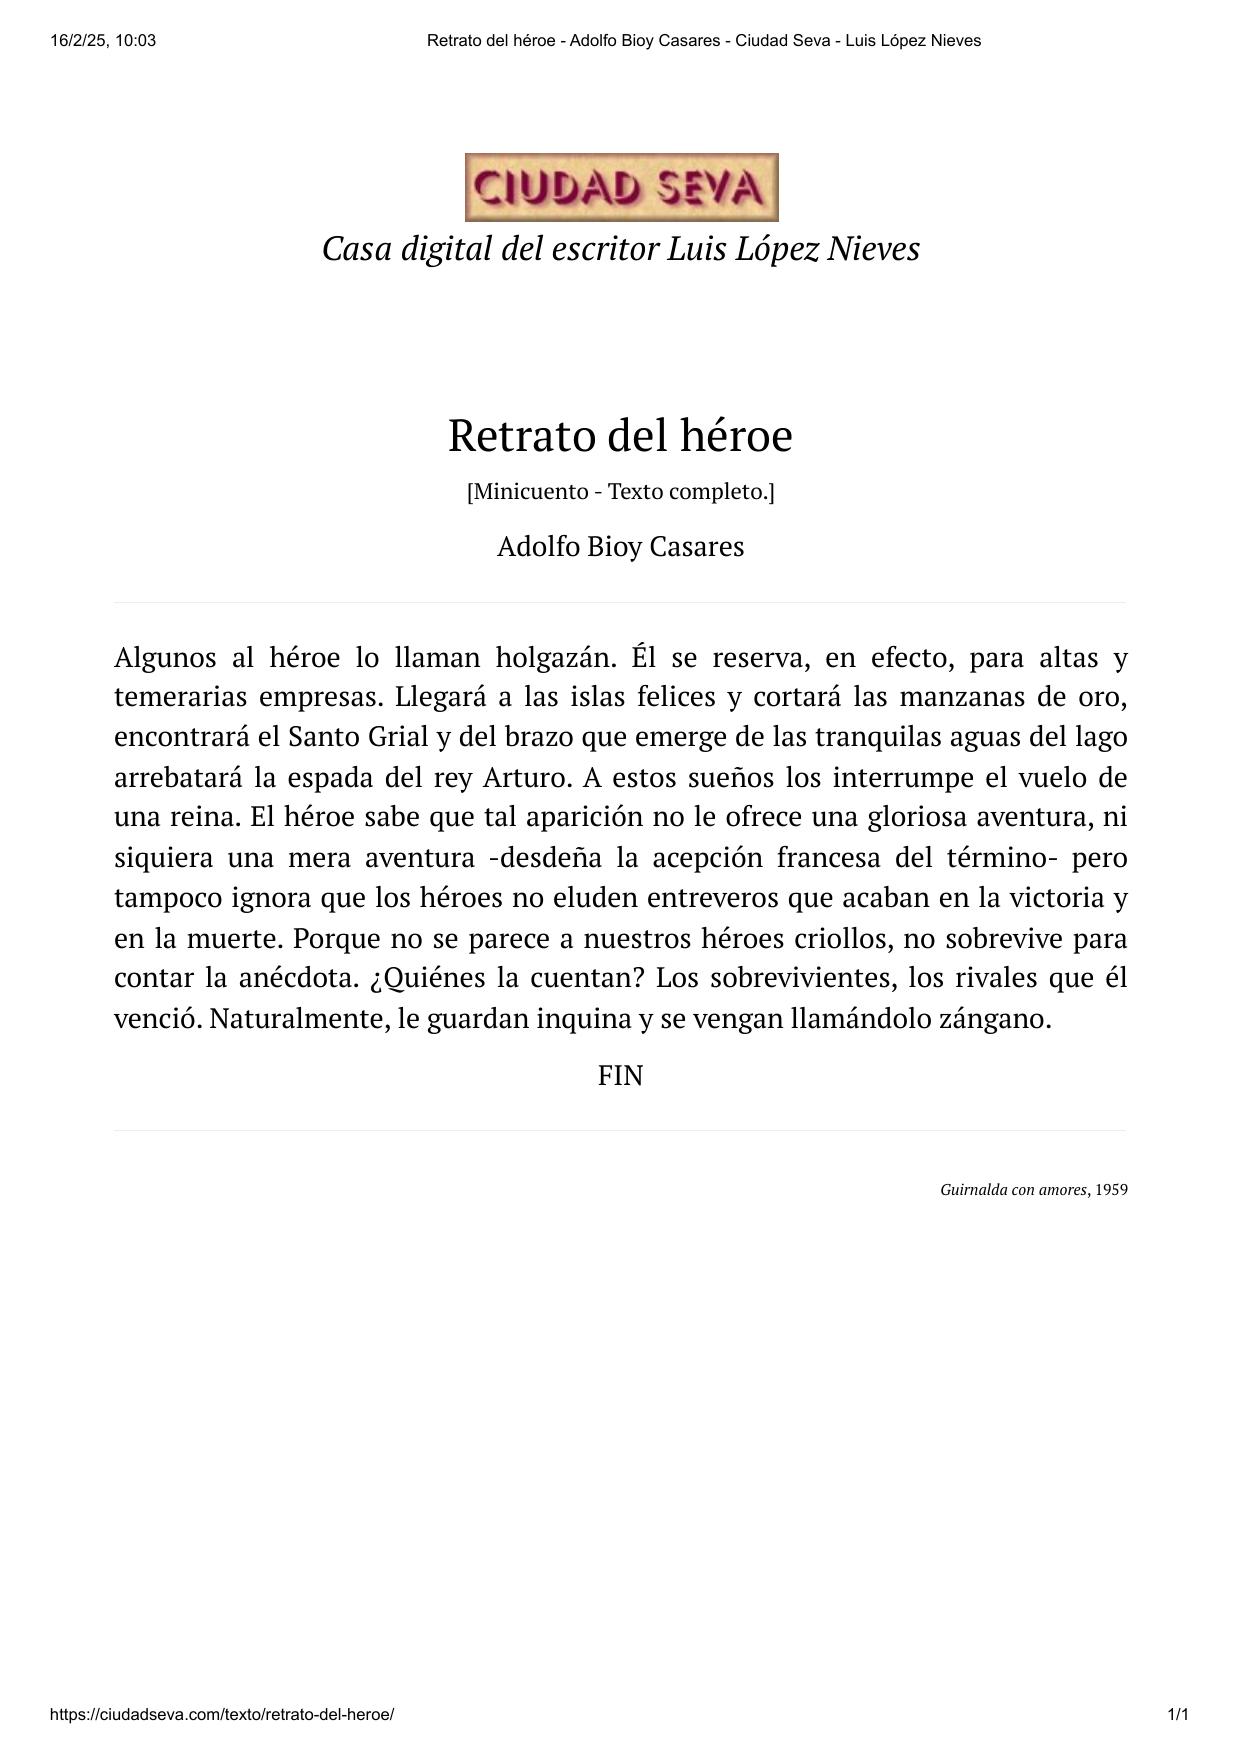 16/2/25, 10:03 Retrato del héroe - Adolfo Bioy Casares - Ciudad Seva - Luis López Nieves
CIUDAD SEVA
Casa digital del escritor Luis López Nieves
Retrato del héroe
[Minicuento - Texto completo.]
Adolfo Bioy Casares
Algunos al héroe lo llaman holgazán. Él se reserva, en efecto, para altas y
temerarias empresas. Llegará a las islas felices y cortará las manzanas de oro,
encontrará el Santo Grial y del brazo que emerge de las tranquilas aguas del lago
arrebatará la espada del rey Arturo. A estos sueños los interrumpe el vuelo de
una reina. El héroe sabe que tal aparición no le ofrece una gloriosa aventura, ni
siquiera una mera aventura -desdeña la acepción francesa del término- pero
tampoco ignora que los héroes no eluden entreveros que acaban en la victoria y
en la muerte. Porque no se parece a nuestros héroes criollos, no sobrevive para
contar la anécdota. ¿Quiénes la cuentan? Los sobrevivientes, los rivales que él
venció. Naturalmente, le guardan inquina y se vengan llamándolo zángano.
FIN
Guirnalda con amores, 1959
https://ciudadseva.com/texto/retrato-del-heroe/ 1/1